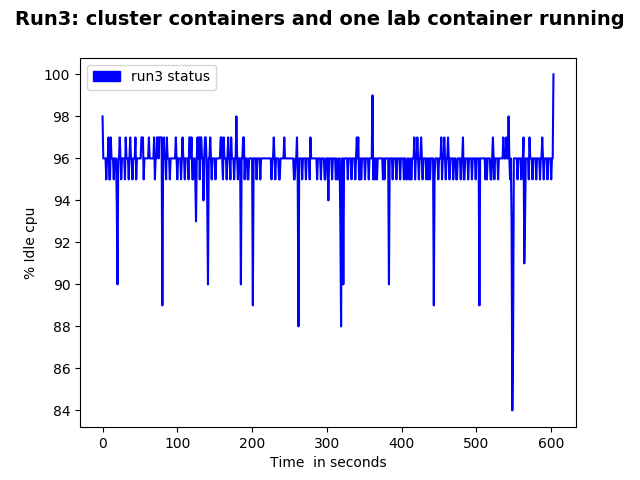 Run3: cluster containers and one lab container running
run3 status
% Idle cpu
100
98
96
94
92
90
88
86
84
0 100 200 300 400 500 600
Time  in seconds